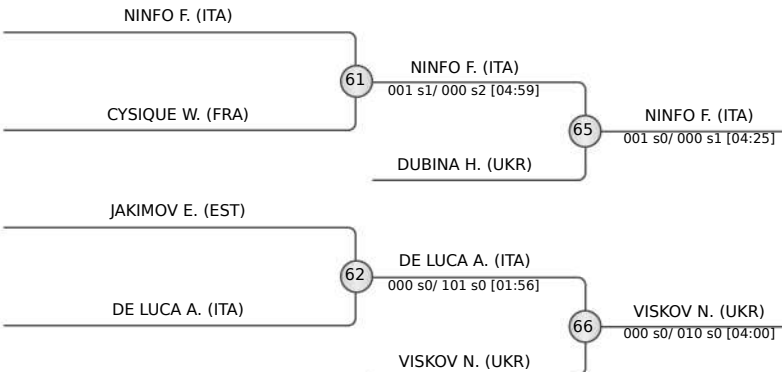 NINFO F. (ITA)
61
NINFO F. (ITA)
001 s1/ 000 s2 [04:59]
CYSIQUE W. (FRA)
65
NINFO F. (ITA)
001 s0/ 000 s1 [04:25]
DUBINA H. (UKR)
JAKIMOV E. (EST)
62
DE LUCA A. (ITA)
000 s0/ 101 s0 [01:56]
DE LUCA A. (ITA)
66
VISKOV N. (UKR)
000 s0/ 010 s0 [04:00]
VISKOV N. (UKR)